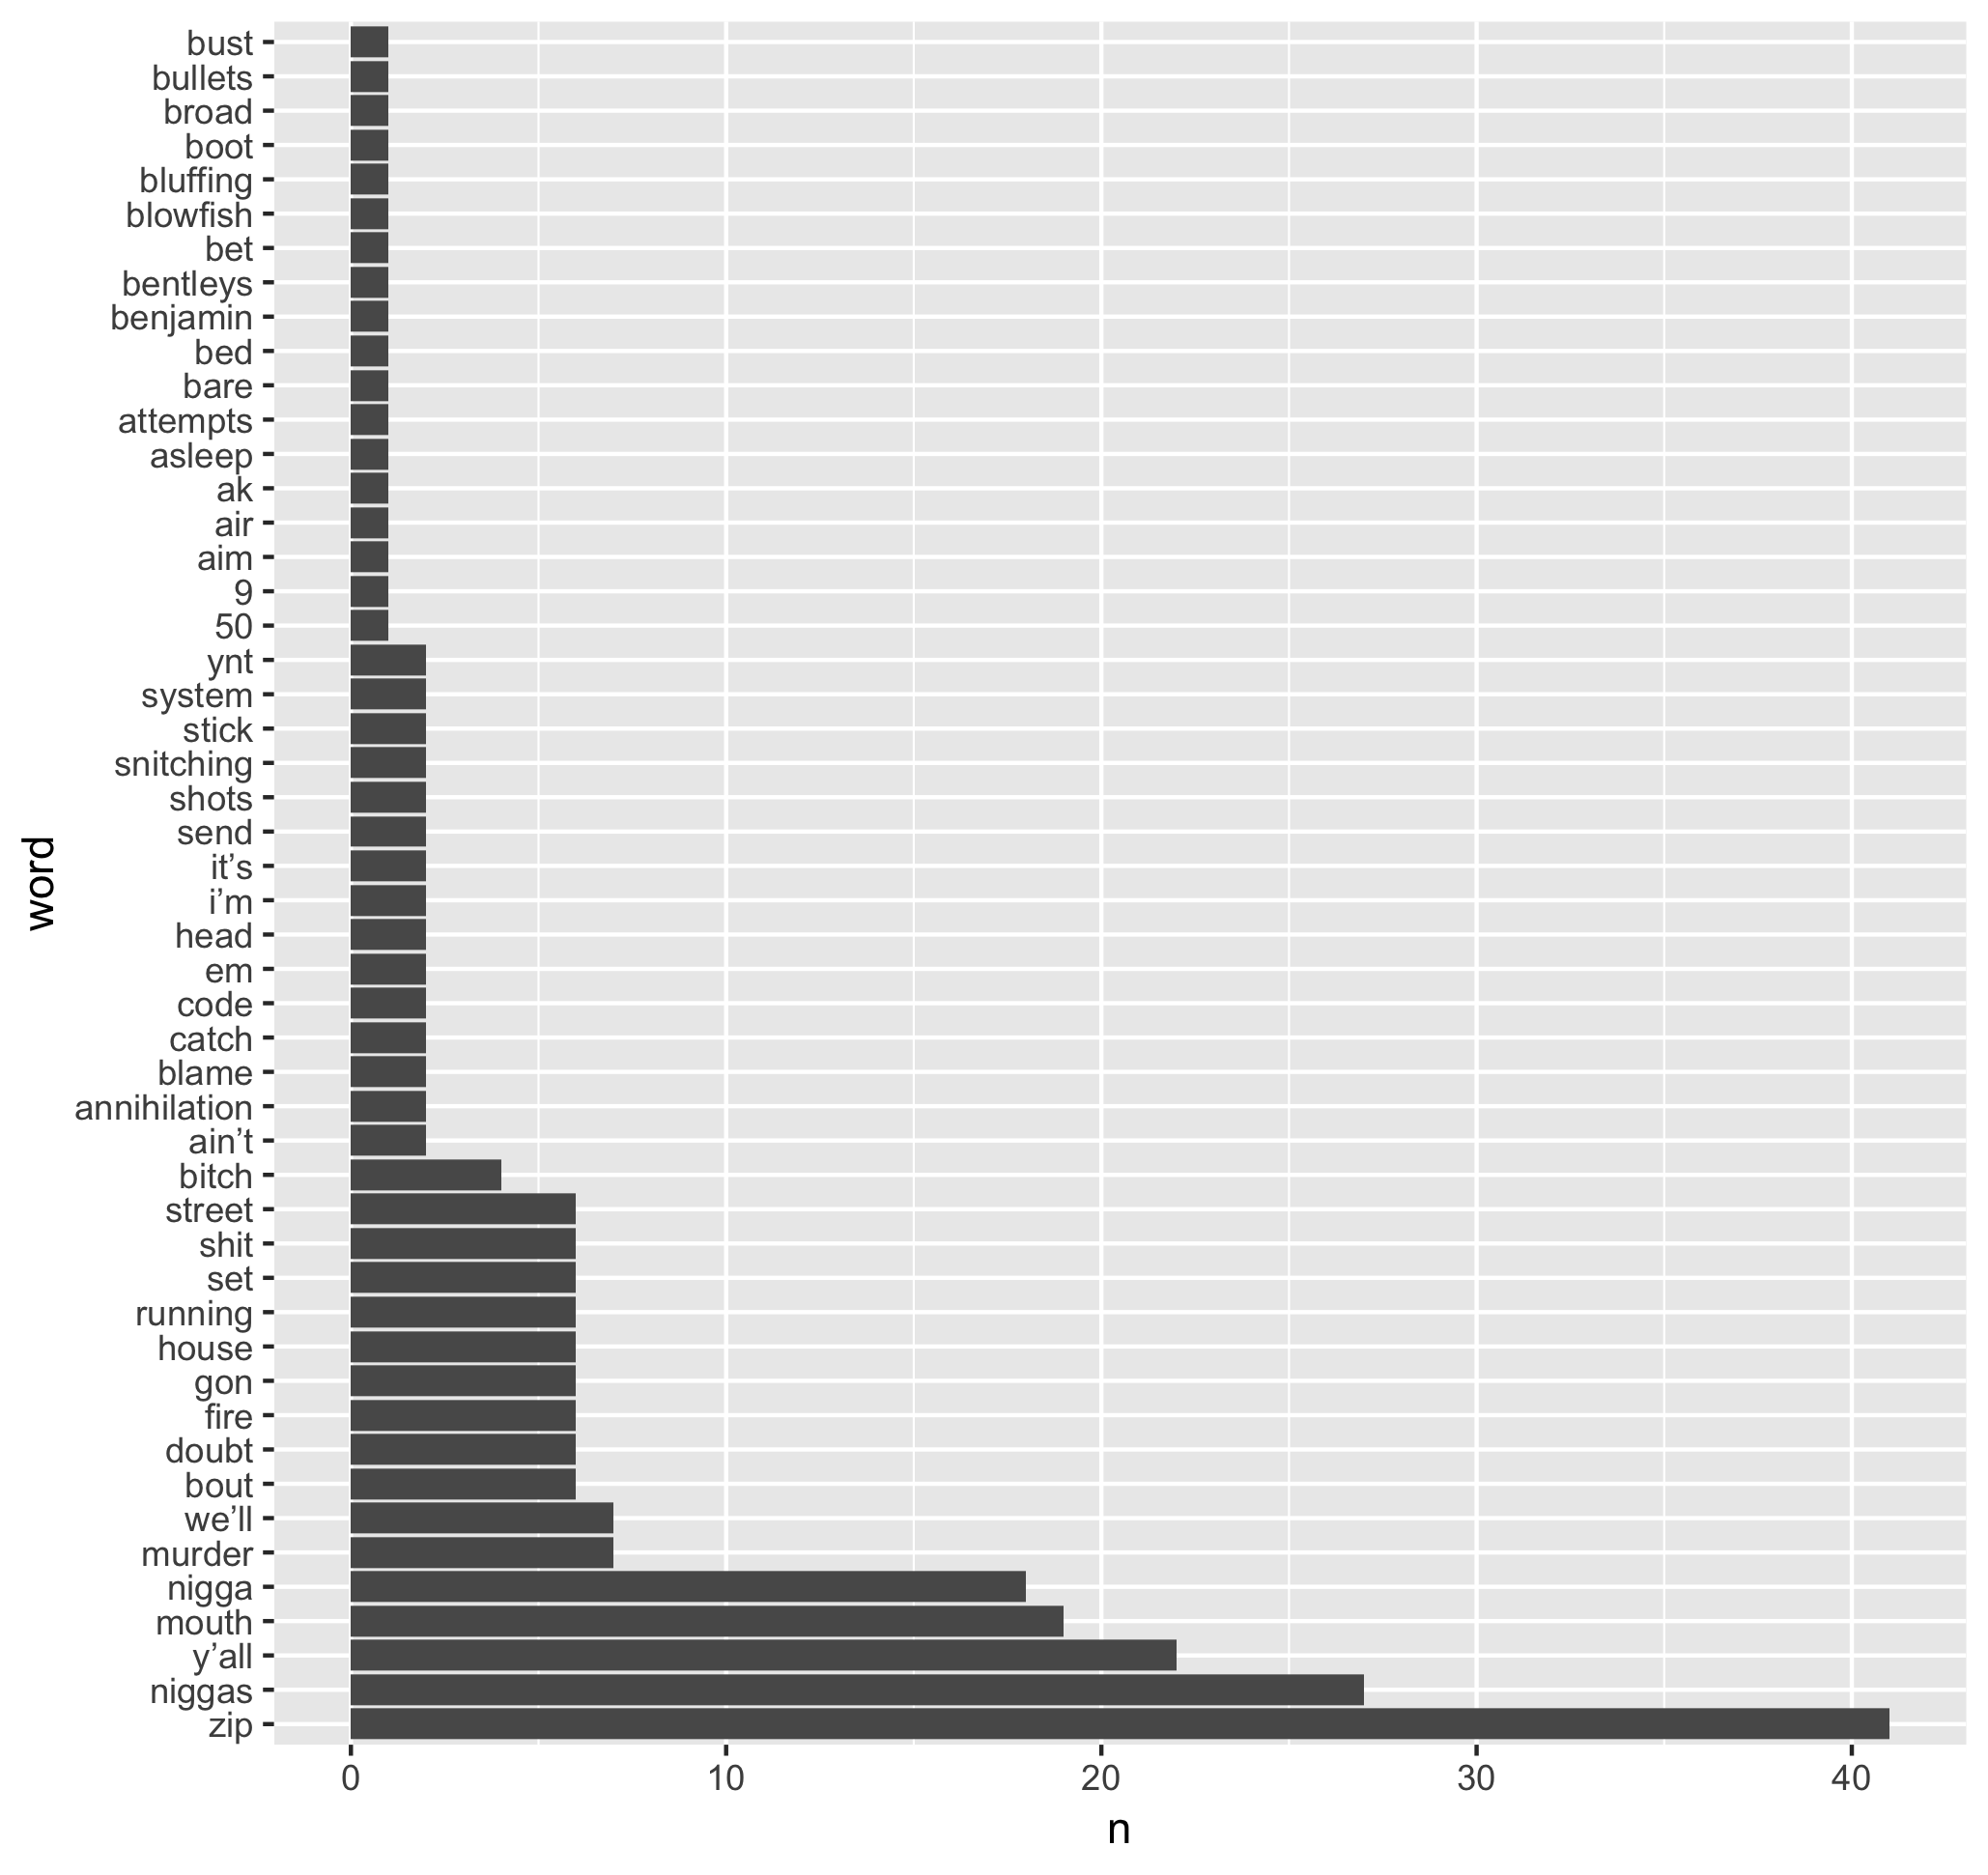 bust
bullets
broad
boot
bluffing
blowfish
bet
bentleys
benjamin
bed
bare
attempts
asleep
ak
air
aim
9
50
ynt
system
stick
snitching
shots
send
it’s
i’m
head
em
code
catch
blame
annihilation
ain’t
bitch
street
shit
set
running
house
gon
fire
doubt
bout
we’ll
murder
nigga
mouth
y’all
niggas
zip
word
0 10 20 30 40
n